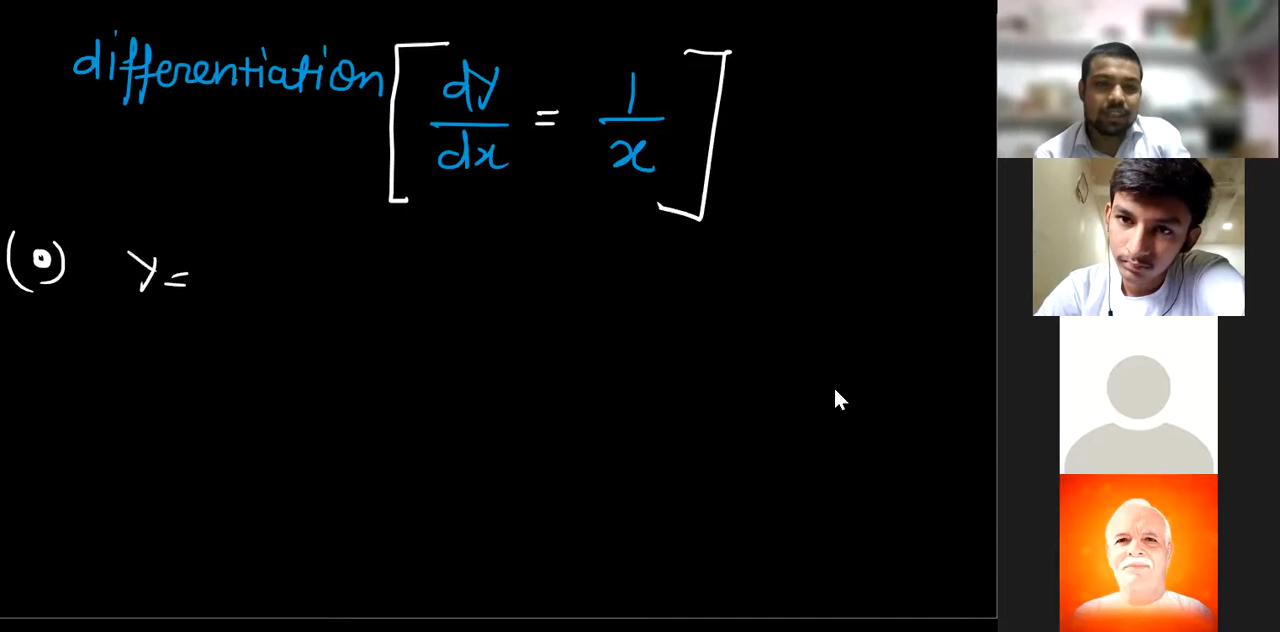 differentiation [ dy/dx = 1/x ]
(•) y =